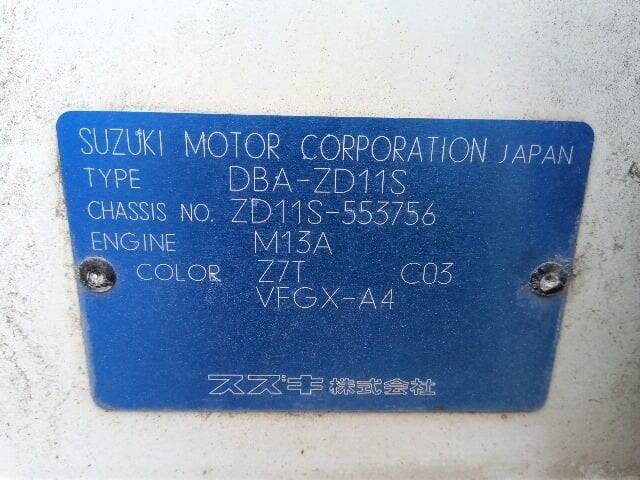 SUZUKI MOTOR CORPORATION JAPAN
TYPE DBA-ZD11S
CHASSIS NO. ZD11S-553756
ENGINE M13A
COLOR Z7T C03
VFGX-A4
スズキ株式会社